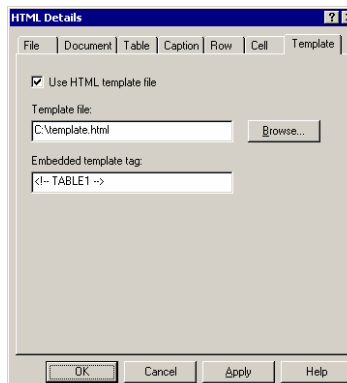 HTML Details
File Document Table Caption Row Cell Template
Use HTML template file
Template file:
C:\template.html
Browse...
Embedded template tag:
<!-- TABLE1 -->
OK Cancel Apply Help